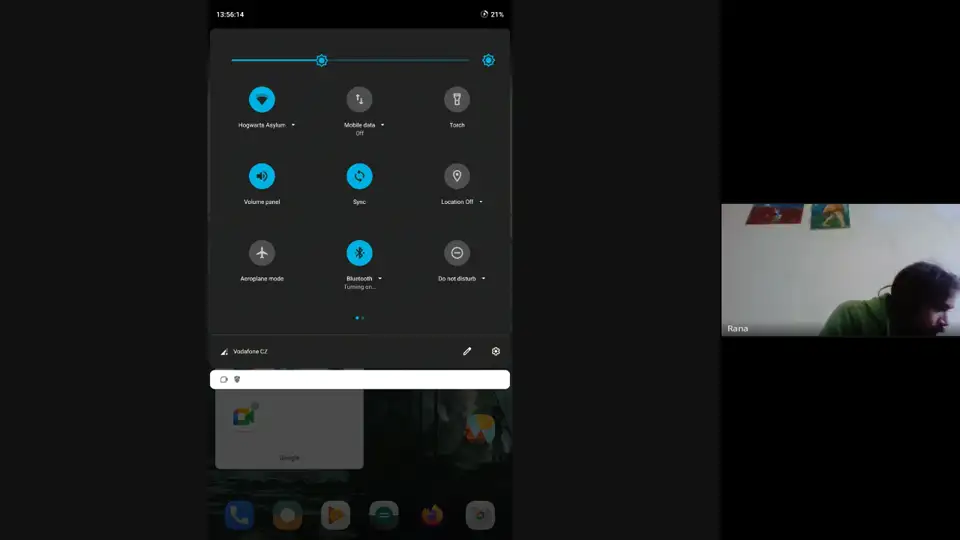 13:56:14
21%
Hogwarts Asylum
Mobile data
Off
Torch
Volume panel
Sync
Location Off
Aeroplane mode
Bluetooth
Turning on...
Do not disturb
Vodafone CZ
Google
Rana